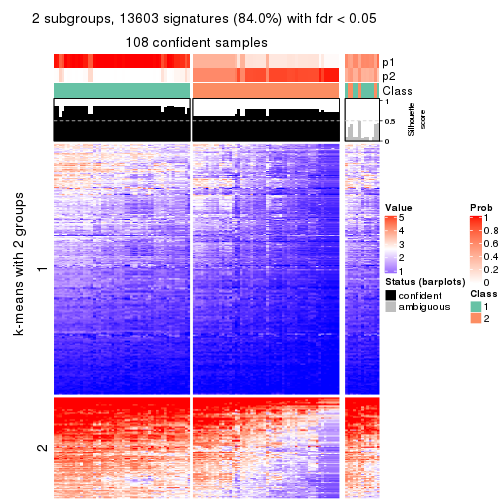 2 subgroups, 13603 signatures (84.0%) with fdr < 0.05
108 confident samples
p1
p2
Class
1
0.5
0
Silhouette
score
k-means with 2 groups
1
2
Value
5
4
3
2
1
Status (barplots)
confident
ambiguous
Prob
1
0.8
0.6
0.4
0.2
0
Class
1
2